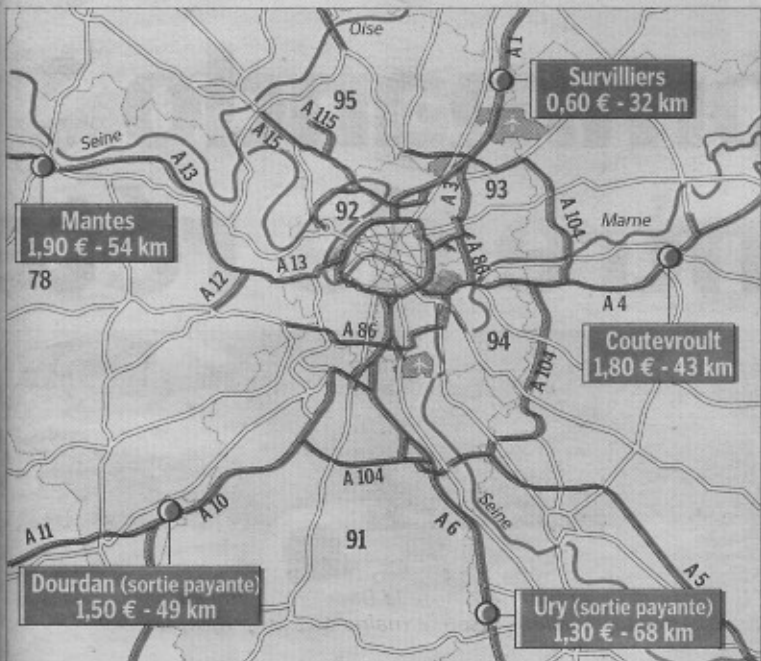 Oise
A 1
Survilliers
0,60 € - 32 km
95
A 115
A 15
Seine
A 13
A 3
93
92
A 104
Marne
Mantes
1,90 € - 54 km
78
A 86
A 13
A 12
A 4
A 86
94
Coutevroult
1,80 € - 43 km
A 104
A 104
Seine
A 10
A 6
A 11
91
A 5
Dourdan (sortie payante)
1,50 € - 49 km
Ury (sortie payante)
1,30 € - 68 km